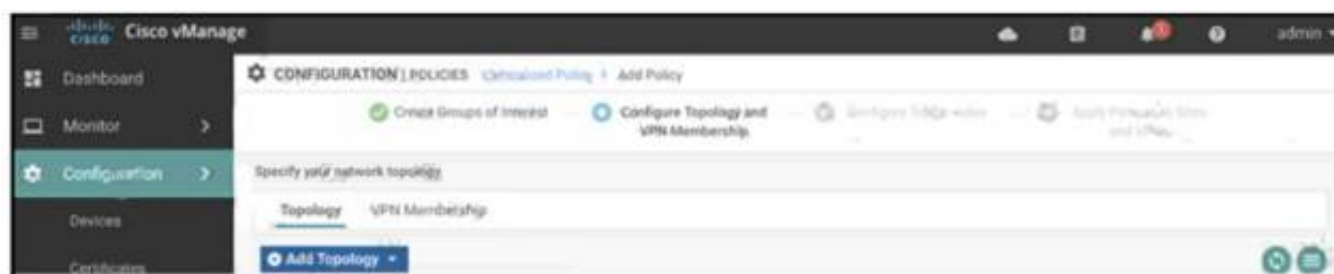 cisco Cisco vManage admin
Dashboard
CONFIGURATION | POLICIES Centralized Policy > Add Policy
Create Groups of Interest
Configure Topology and
VPN Membership
Monitor
Configuration
Specify your network topology
Topology VPN Membership
Devices
Add Topology
Certificates